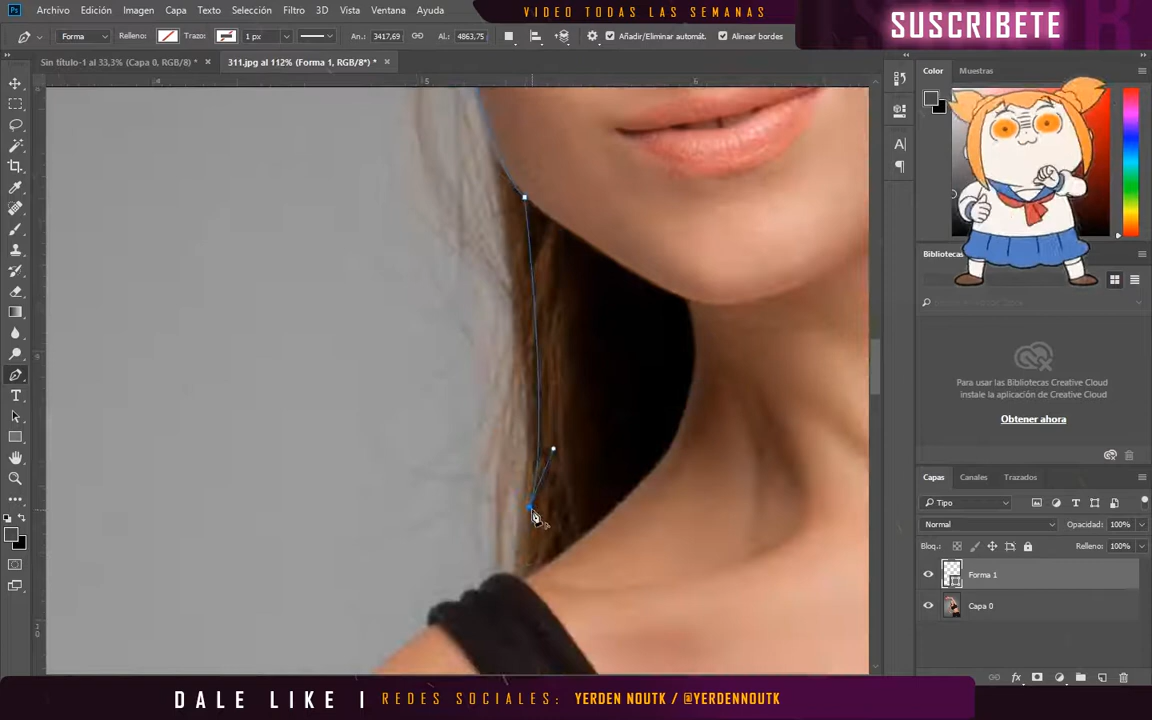 VIDEO TODAS LAS SEMANAS
SUSCRIBETE
Ps Archivo Edición Imagen Capa Texto Selección Filtro 3D Vista Ventana Ayuda
Forma Relleno: Trazo: 1 px An.: 3417,69 AL.: 4863,75 Añadir/Eliminar automát. Alinear bordes
Sin título-1 al 33,3% (Capa 0, RGB/8) * × 311.jpg al 112% (Forma 1, RGB/8*) * ×
Color Muestras
Bibliotecas
Para usar las Bibliotecas Creative Cloud
instale la aplicación de Creative Cloud
Obtener ahora
Capas Canales Trazados
Tipo
Normal Opacidad: 100%
Bloq.: Relleno: 100%
Forma 1
Capa 0
DALE LIKE | REDES SOCIALES: YERDEN NOUTK / @YERDENNOUTK